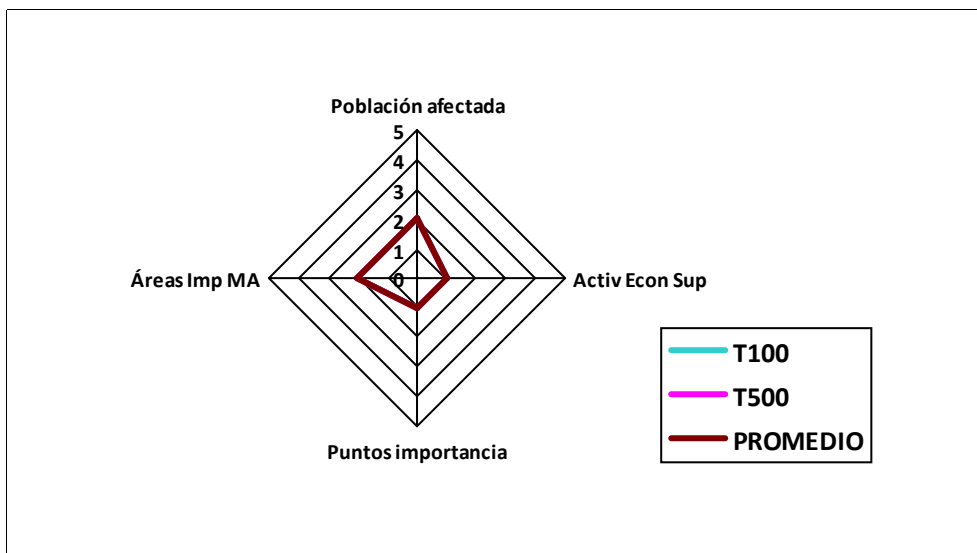 Población afectada
5
4
3
2
1
0
Áreas Imp MA
Activ Econ Sup
Puntos importancia
T100
T500
PROMEDIO